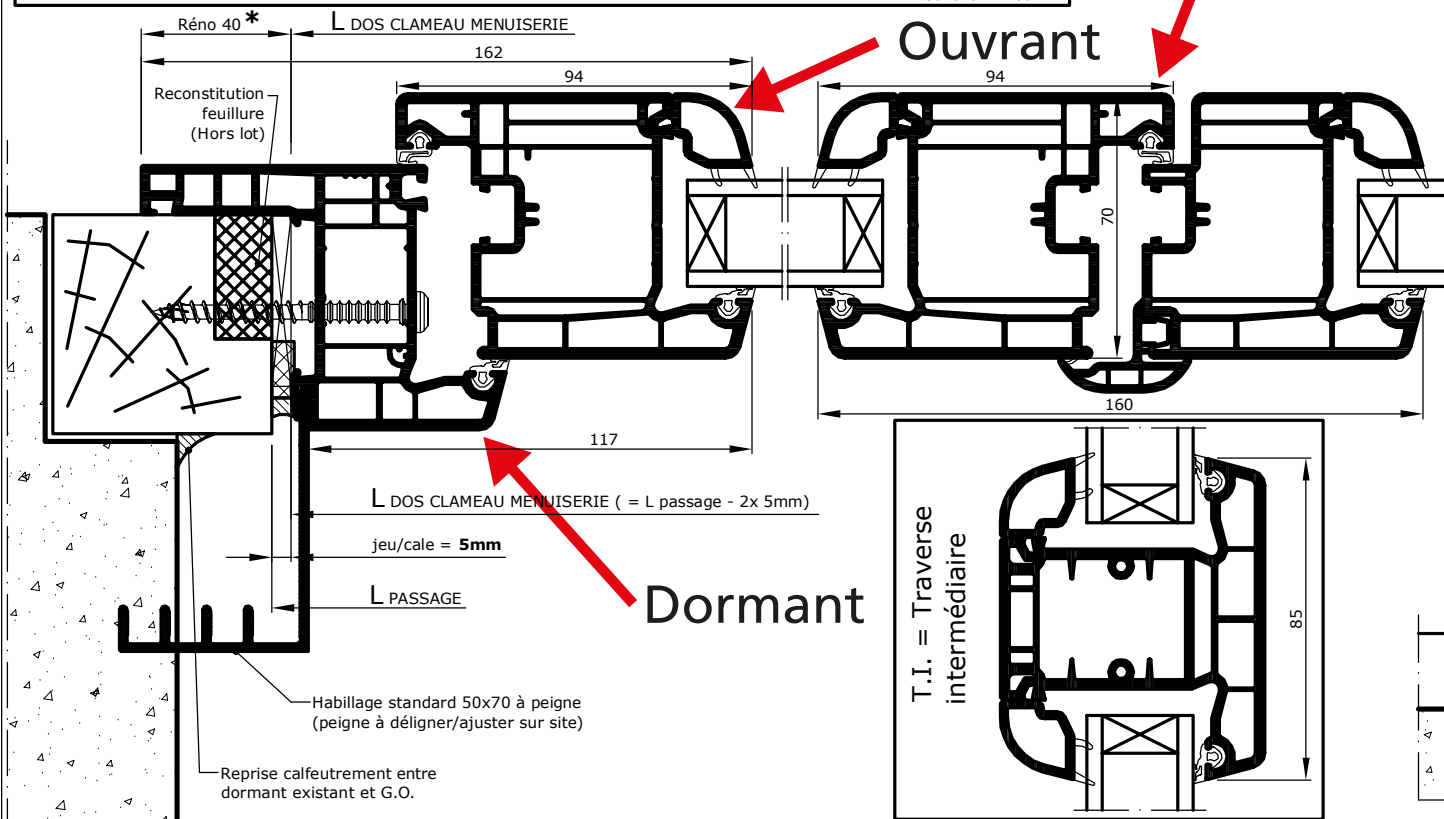 Réno 40*
L DOS CLAMEAU MENUISERIE
162
94
94
Ouvrant
Reconstitution
feuillure
(Hors lot)
70
160
117
L DOS CLAMEAU MENUISERIE ( = L passage - 2x 5mm)
jeu/cale = 5mm
L PASSAGE
Dormant
T.I. = Traverse
intermédiaire
85
Habillage standard 50x70 à peigne
(peigne à déligner/ajuster sur site)
Reprise calfeutrement entre
dormant existant et G.O.